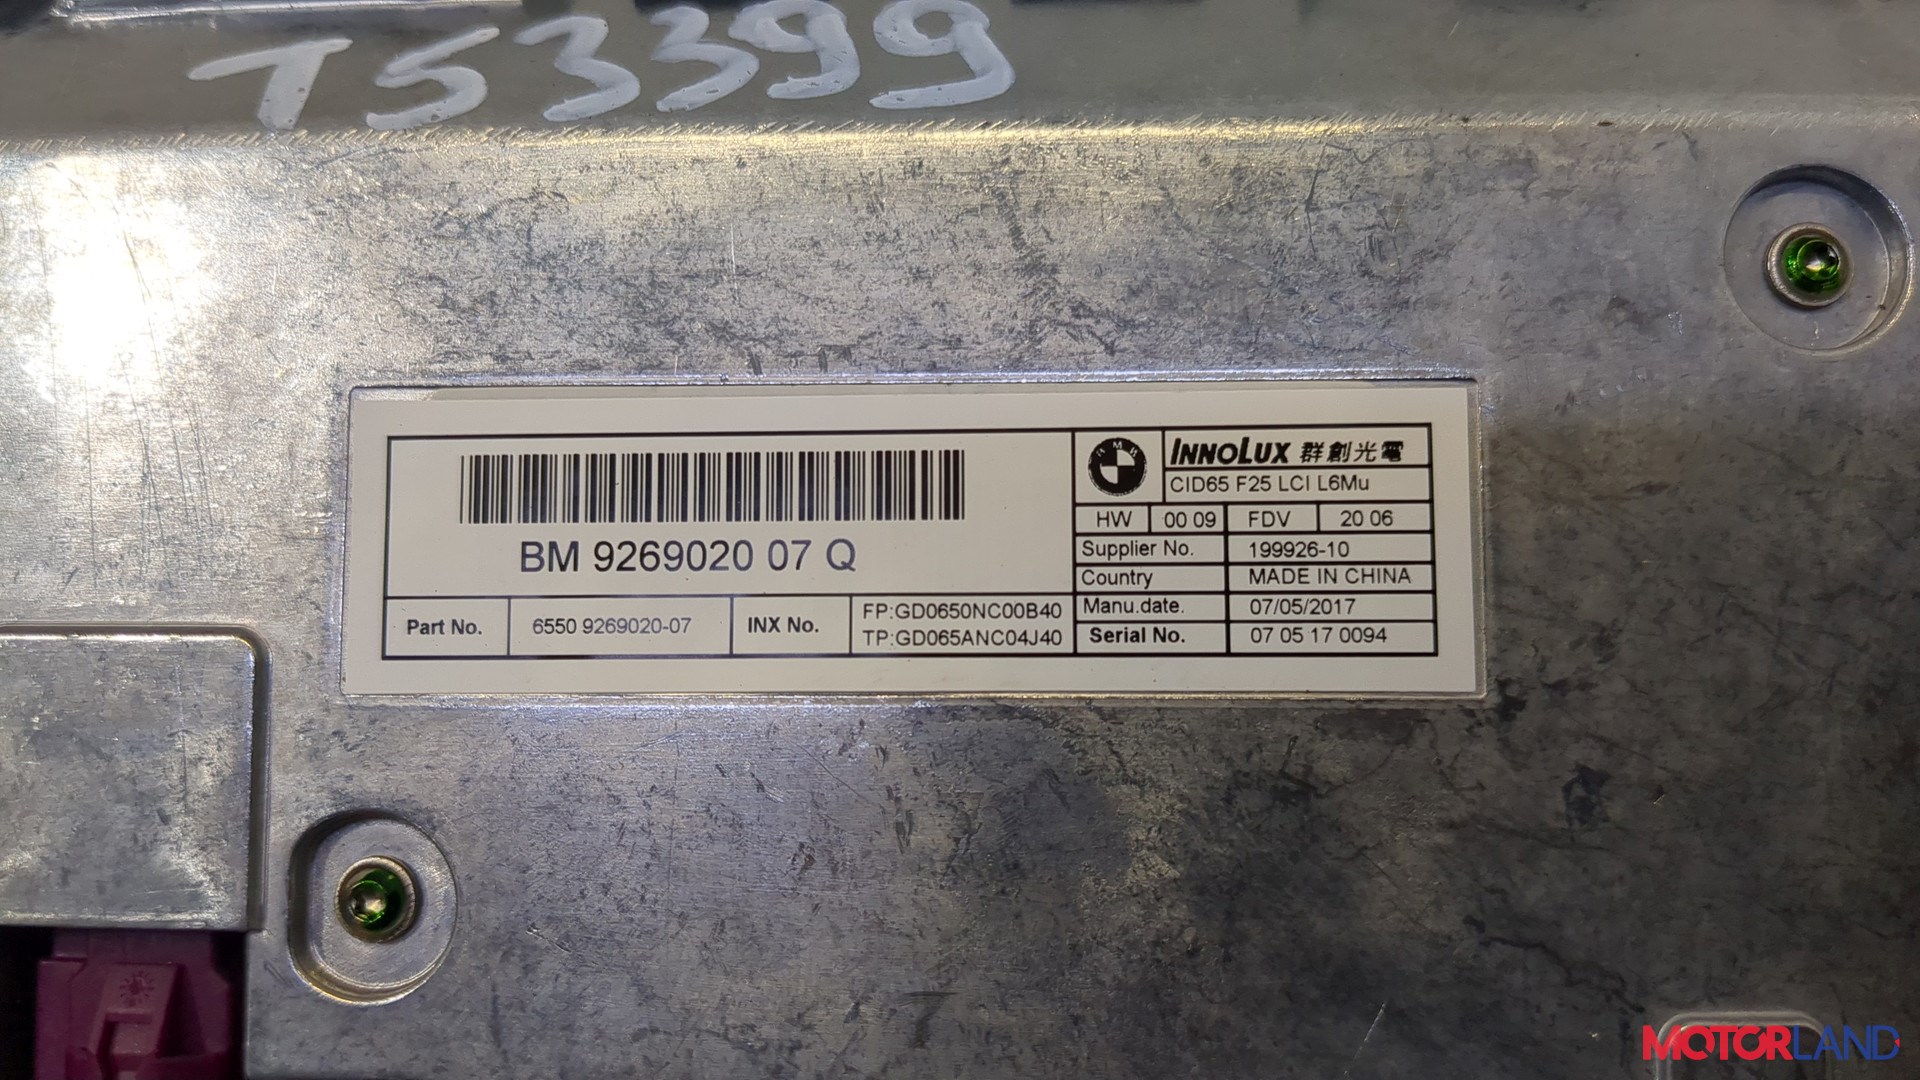 TS3399
BMW
INNOLUX 群創光電
CID65 F25 LCI L6Mu
HW 00 09 FDV 20 06
BM 9269020 07 Q
Supplier No. 199926-10
Country MADE IN CHINA
Manu.date. 07/05/2017
Serial No. 07 05 17 0094
Part No. 6550 9269020-07 INX No. FP:GD0650NC00B40
TP:GD065ANC04J40
MOTORLAND